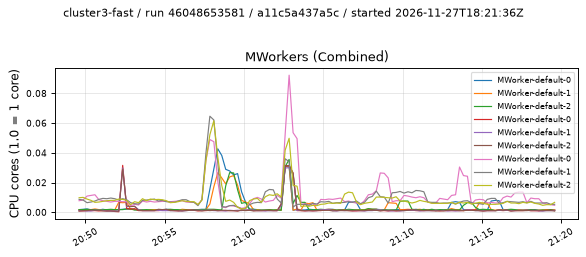 cluster3-fast / run 46048653581 / a11c5a437a5c / started 2026-11-27T18:21:36Z
MWorkers (Combined)
CPU cores (1.0 = 1 core)
0.08
0.06
0.04
0.02
0.00
MWorker-default-0
MWorker-default-1
MWorker-default-2
MWorker-default-0
MWorker-default-1
MWorker-default-2
MWorker-default-0
MWorker-default-1
MWorker-default-2
20:50
20:55
21:00
21:05
21:10
21:15
21:20